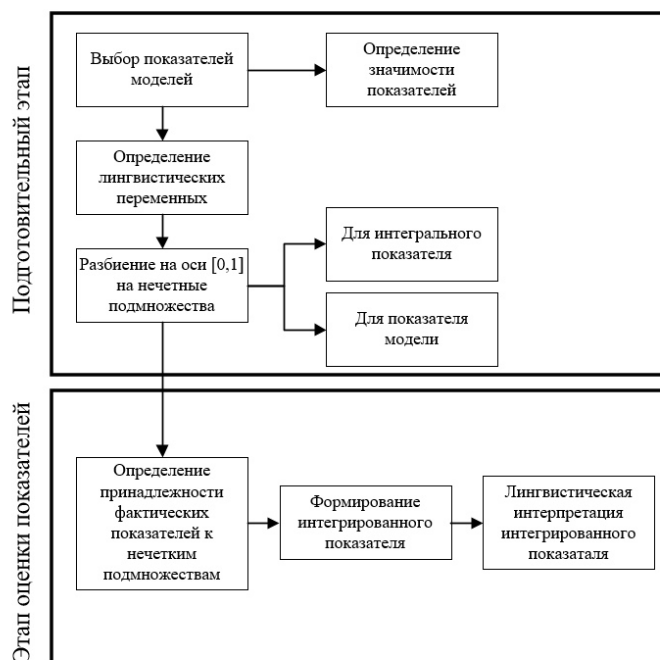 Подготовительный этап
Выбор показателей
моделей
Определение
значимости
показателей
Определение
лингвистических
переменных
Разбиение на оси [0,1]
на нечетные
подмножества
Для интегрального
показателя
Для показателя
модели
Этап оценки показателей
Определение
принадлежности
фактических
показателей к
нечетким
подмножествам
Формирование
интегрированного
показателя
Лингвистическая
интерпретация
интегрированного
показаталя